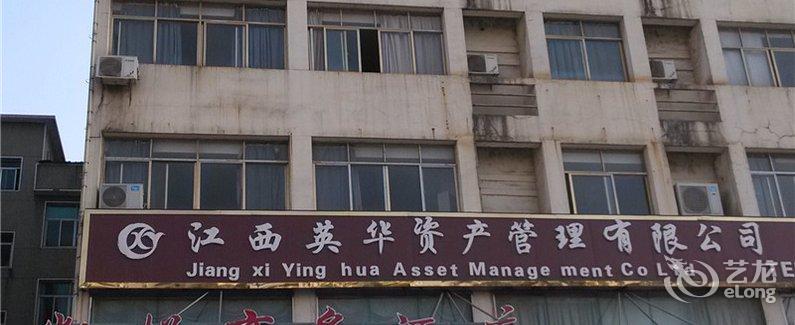 江西英华资产管理有限公司
Jiang xi Ying hua Asset Manage ment Co Ltd
艺龙
eLong